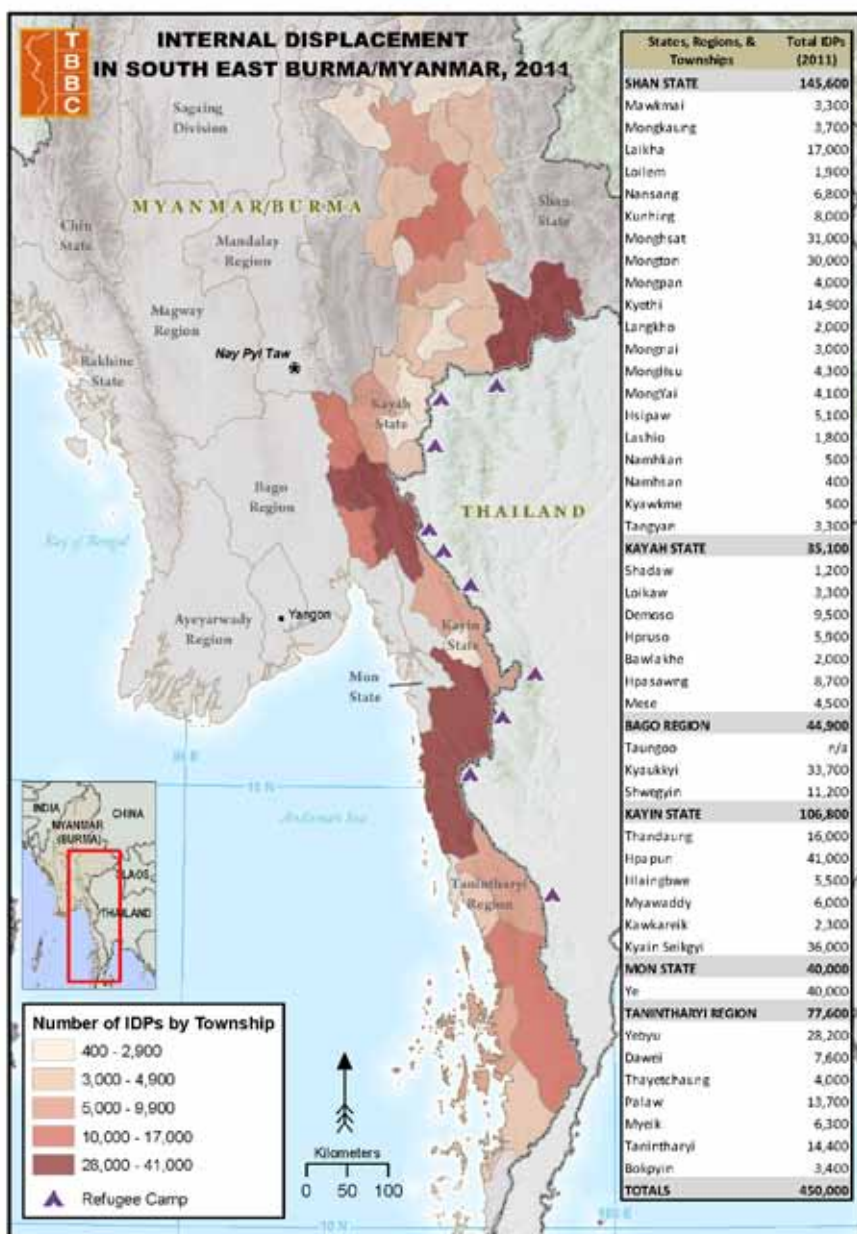 TBBC
INTERNAL DISPLACEMENT
IN SOUTH EAST BURMA/MYANMAR, 2011
Sagaing
Division
MYANMAR/BURMA
Chin
State
Mandalay
Region
Shan
State
Magway
Region
Nay Pyi Taw
Rakhine
State
Kayah
State
Bago
Region
THAILAND
Bay of Bengal
Ayeyarwady
Region
Yangon
Kayin
State
Mon
State
15 N
Andaman Sea
Tanintharyi
Region
10 N
100 E
INDIA
CHINA
MYANMAR
(BURMA)
LAOS
THAILAND
Number of IDPs by Township
400 - 2,900
3,000 - 4,900
5,000 - 9,900
10,000 - 17,000
28,000 - 41,000
Refugee Camp
Kilometers
0 50 100
States, Regions, & Townships Total IDPs (2011)
SHAN STATE 145,600
Mawkmai 3,300
Mongkaung 3,700
Laikha 17,000
Loilem 1,900
Nansang 6,800
Kunhing 8,000
Monghsat 31,000
Mongton 30,000
Mongpan 4,000
Kyethi 14,900
Langkho 2,000
Mongnai 3,000
MongHsu 4,300
MongYai 4,100
Hsipaw 5,100
Lashio 1,800
Namhkan 500
Namhsan 400
Kyawkme 500
Tangyan 3,300
KAYAH STATE 35,100
Shadaw 1,200
Loikaw 3,300
Demoso 9,500
Hpruso 5,900
Bawlakhe 2,000
Hpasawng 8,700
Mese 4,500
BAGO REGION 44,900
Taungoo n/a
Kyaukkyi 33,700
Shwegyin 11,200
KAYIN STATE 106,800
Thandaung 16,000
Hpapun 41,000
Hlaingbwe 5,500
Myawaddy 6,000
Kawkareik 2,300
Kyain Seikgyi 36,000
MON STATE 40,000
Ye 40,000
TANINTHARYI REGION 77,600
Yebyu 28,200
Dawei 7,600
Thayetchaung 4,000
Palaw 13,700
Myeik 6,300
Tanintharyi 14,400
Bokpyin 3,400
TOTALS 450,000